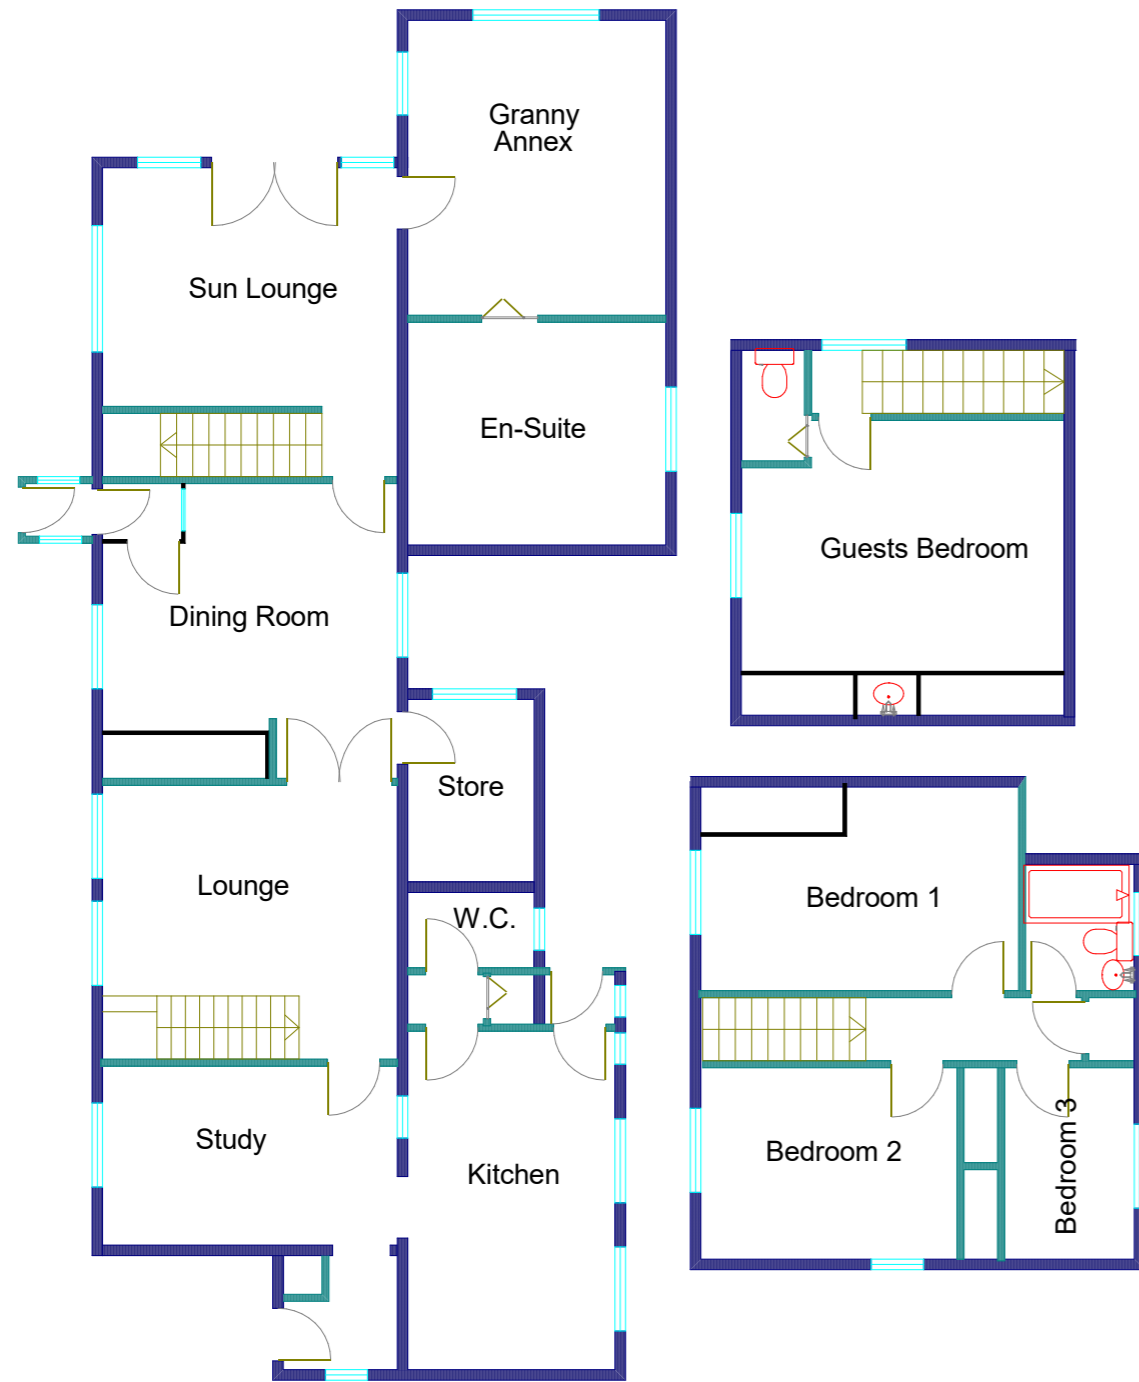 Granny
Annex
Sun Lounge
En-Suite
Guests Bedroom
Dining Room
Store
Lounge
W.C.
Bedroom 1
Study
Kitchen
Bedroom 2
Bedroom 3